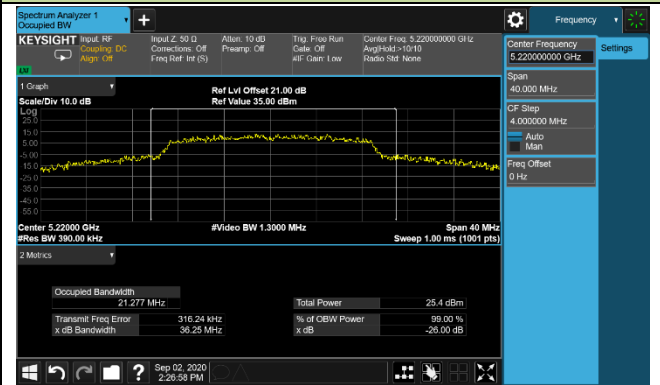 Spectrum Analyzer 1
Occupied BW
Frequency
KEYSIGHT
Input: RF
Coupling: DC
Align: Off
Input Z: 50 Ω
Corrections: Off
Freq Ref: Int (S)
Atten: 10 dB
Preamp: Off
Trig: Free Run
Gate: Off
#IF Gain: Low
Center Freq: 5.220000000 GHz
Avg|Hold:>10/10
Radio Std: None
Center Frequency
5.220000000 GHz
Settings
Span
40.000 MHz
CF Step
4.000000 MHz
Auto
Man
Freq Offset
0 Hz
1 Graph
Scale/Div 10.0 dB
Ref Lvl Offset 21.00 dB
Ref Value 35.00 dBm
Log
25.0
15.0
5.00
-5.00
-15.0
-25.0
-35.0
-45.0
-55.0
Center 5.22000 GHz
#Res BW 390.00 kHz
#Video BW 1.3000 MHz
Span 40 MHz
Sweep 1.00 ms (1001 pts)
2 Metrics
Occupied Bandwidth
21.277 MHz
Total Power 25.4 dBm
Transmit Freq Error 316.24 kHz
% of OBW Power 99.00 %
x dB Bandwidth 36.25 MHz
x dB -26.00 dB
Sep 02, 2020
2:26:58 PM